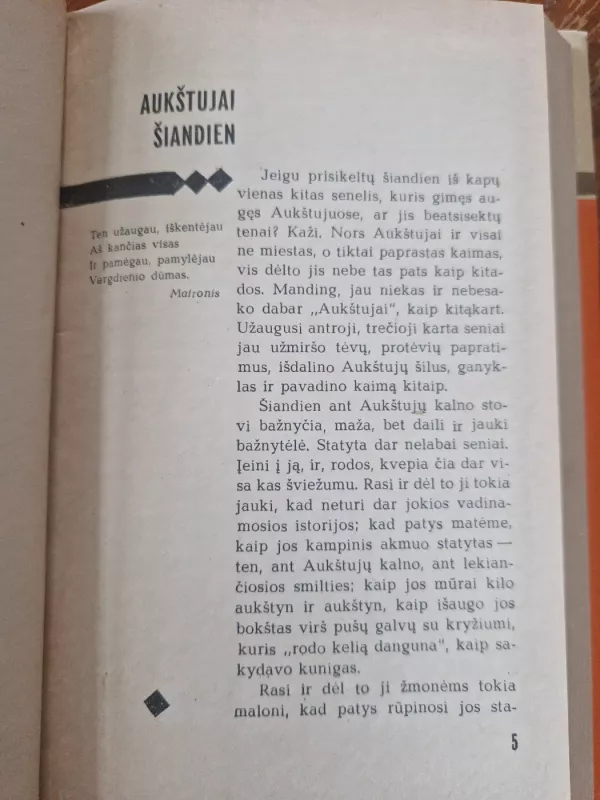 AUKŠTUJAI
ŠIANDIEN
Ten užaugau, iškentėjau
Aš kančias visas
Ir pamėgau, pamylėjau
Vargdienio dūmas.
Maironis
Jeigu prisikeltų šiandien iš kapų
vienas kitas senelis, kuris gimęs au-
gęs Aukštujuose, ar jis beatsisektų
tenai? Kaži. Nors Aukštujai ir visai
ne miestas, o tiktai paprastas kaimas,
vis dėlto jis nebe tas pats kaip kita-
dos. Manding, jau niekas ir nebesa-
ko dabar „Aukštujai“, kaip kitąkart.
Užaugusi antroji, trečioji karta seniai
jau užmiršo tėvų, protėvių paprati-
mus, išdalino Aukštujų šilus, ganyk-
las ir pavadino kaimą kitaip.
Šiandien ant Aukštujų kalno sto-
vi bažnyčia, maža, bet daili ir jauki
bažnytėlė. Statyta dar nelabai seniai.
Įeini į ją, ir, rodos, kvepia čia dar vi-
sa kas šviežumu. Rasi ir dėl to ji tokia
jauki, kad neturi dar jokios vadina-
mosios istorijos; kad patys matėme,
kaip jos kampinis akmuo statytas —
ten, ant Aukštujų kalno, ant lekian-
čiosios smilties; kaip jos mūrai kilo
aukštyn ir aukštyn, kaip išaugo jos
bokštas virš pušų galvų su kryžiumi,
kuris „rodo kelią danguna“, kaip sa-
kydavo kunigas.
Rasi ir dėl to ji žmonėms tokia
maloni, kad patys rūpinosi jos sta-
5